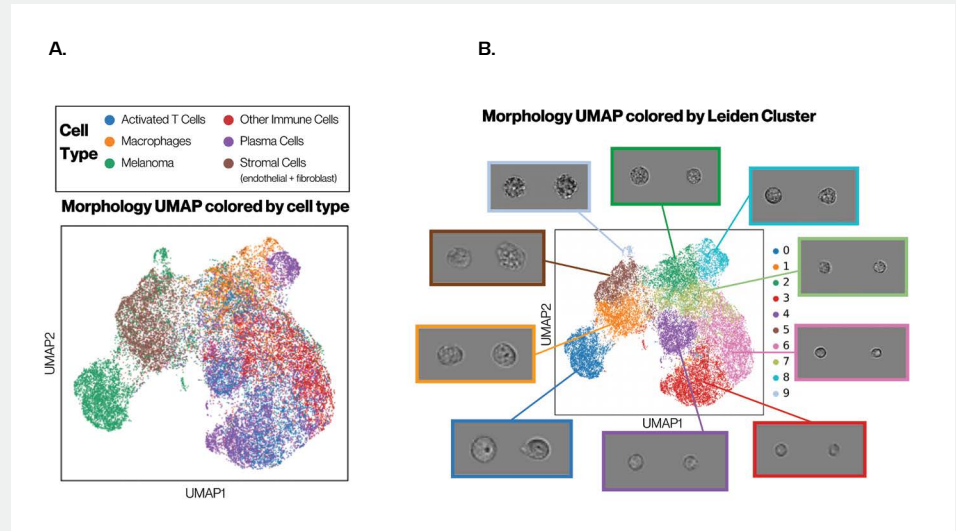 A.
Cell
Type
Activated T Cells
Macrophages
Melanoma
Other Immune Cells
Plasma Cells
Stromal Cells
(endothelial + fibroblast)
Morphology UMAP colored by cell type
UMAP2
UMAP1
B.
Morphology UMAP colored by Leiden Cluster
0
1
2
3
4
5
6
7
8
9
UMAP2
UMAP1